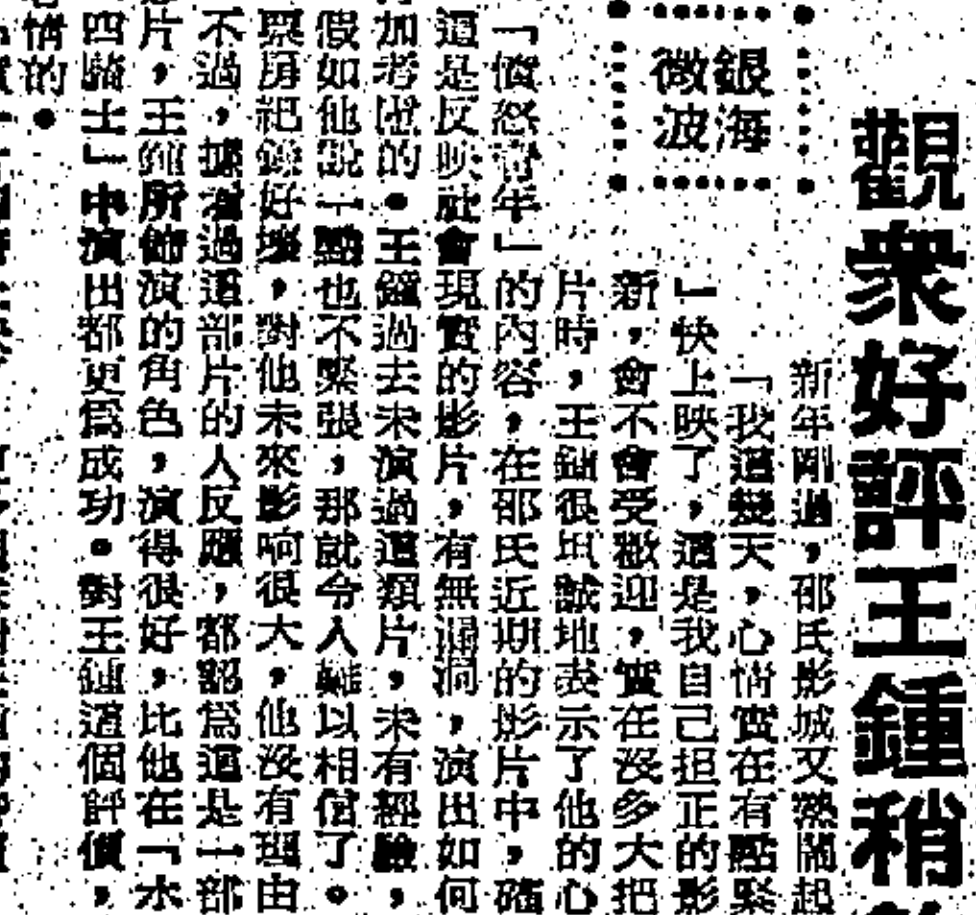 觀衆好評王鍾稍
銀海
微波
新年剛過,邵氏影城又熱鬧起
「我這幾天,心情實在有點緊
」快上映了,這是我自己担正的影
新,會不會受歡迎,實在沒多大把
片時,王鍾很坦誠地表示了他的心
「憤怒青年」的內容,在邵氏近期的影片中,確
這是反映社會現實的影片,有無漏洞,演出如何
加考慮的。王鍾過去未演過這類片,未有經驗,
假如他說一點也不緊張,那就令人難以相信了。
票房紀錄好壞,對他未來影响很大,他沒有理由
不過,據看過這部片的人反應,都認爲這是一部
片,王鍾所飾演的角色,演得很好,比他在「水
四騎士」中演出都更爲成功。對王鍾這個評價,
情的。